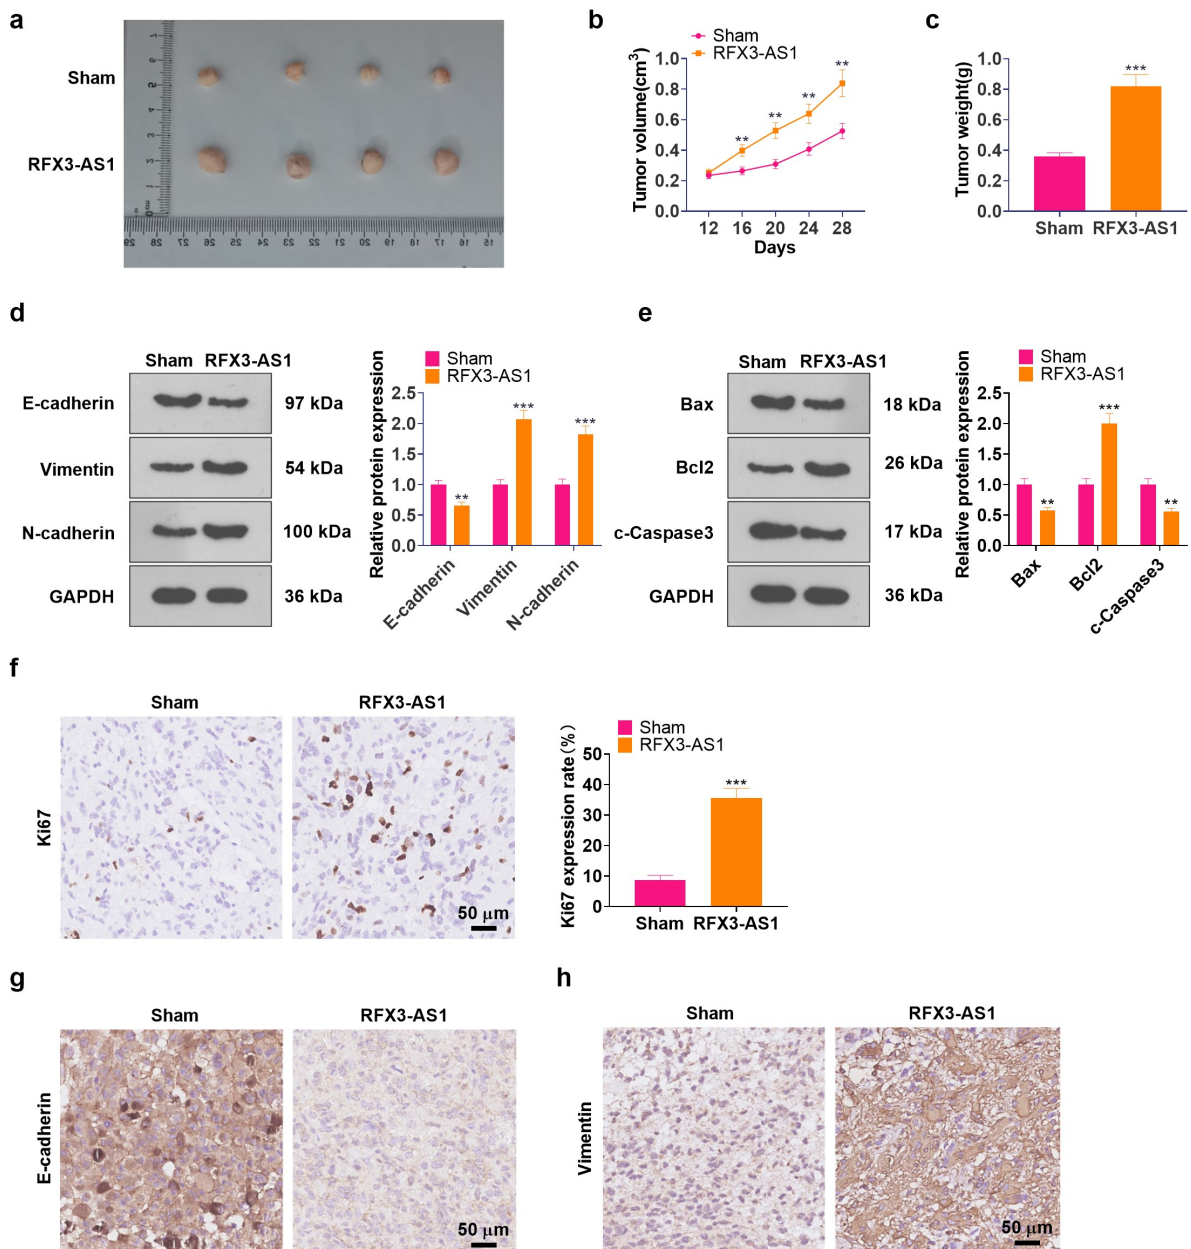 a
Sham
RFX3-AS1
b
Sham
RFX3-AS1
Tumor volume(cm³)
1.0
0.8
0.6
0.4
0.2
0.0
**
**
**
**
12 16 20 24 28
Days
c
Tumor weight(g)
1.0
0.8
0.6
0.4
0.2
0.0
***
Sham RFX3-AS1
d
Sham RFX3-AS1
E-cadherin 97 kDa
Vimentin 54 kDa
N-cadherin 100 kDa
GAPDH 36 kDa
Sham
RFX3-AS1
Relative protein expression
2.5
2.0
1.5
1.0
0.5
0.0
**
***
***
E-cadherin
Vimentin
N-cadherin
e
Sham RFX3-AS1
Bax 18 kDa
Bcl2 26 kDa
c-Caspase3 17 kDa
GAPDH 36 kDa
Sham
RFX3-AS1
Relative protein expression
2.5
2.0
1.5
1.0
0.5
0.0
**
***
**
Bax
Bcl2
c-Caspase3
f
Sham RFX3-AS1
Ki67
50 μm
Sham
RFX3-AS1
Ki67 expression rate (%)
50
40
30
20
10
0
***
Sham RFX3-AS1
g
Sham RFX3-AS1
E-cadherin
50 μm
h
Sham RFX3-AS1
Vimentin
50 μm